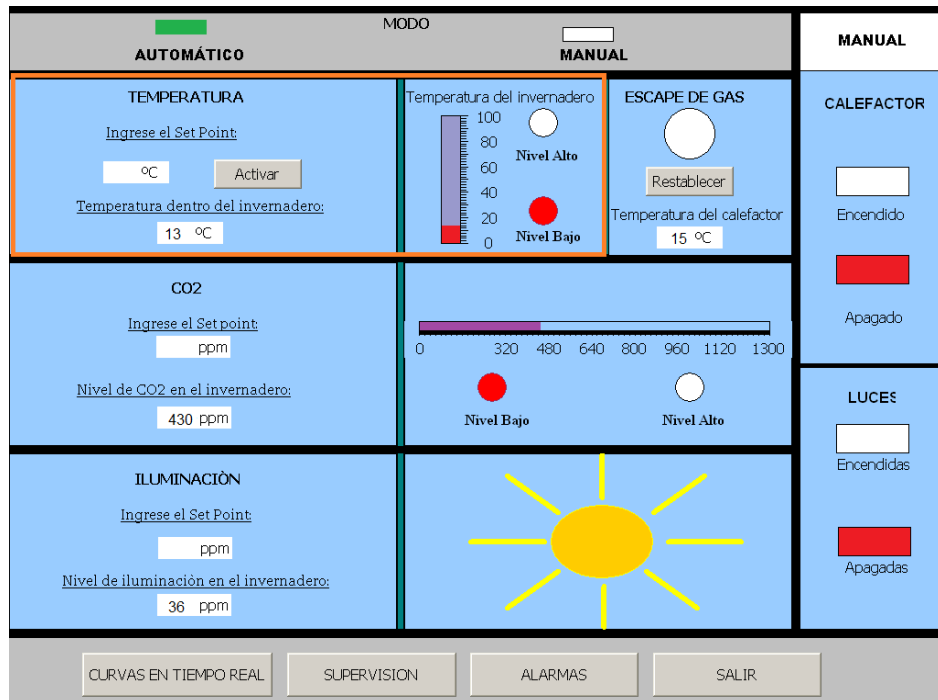 MODO
AUTOMÁTICO
MANUAL
MANUAL
TEMPERATURA
Ingrese el Set Point:
ºC
Activar
Temperatura dentro del invernadero:
13 ºC
Temperatura del invernadero
100
80
60
40
20
0
Nivel Alto
Nivel Bajo
ESCAPE DE GAS
Restablecer
Temperatura del calefactor
15 ºC
CALEFACTOR
Encendido
Apagado
CO2
Ingrese el Set point:
ppm
Nivel de CO2 en el invernadero:
430 ppm
0 320 480 640 800 960 1120 1300
Nivel Bajo
Nivel Alto
LUCES
Encendidas
Apagadas
ILUMINACIÒN
Ingrese el Set Point:
ppm
Nivel de iluminaciòn en el invernadero:
36 ppm
CURVAS EN TIEMPO REAL
SUPERVISION
ALARMAS
SALIR